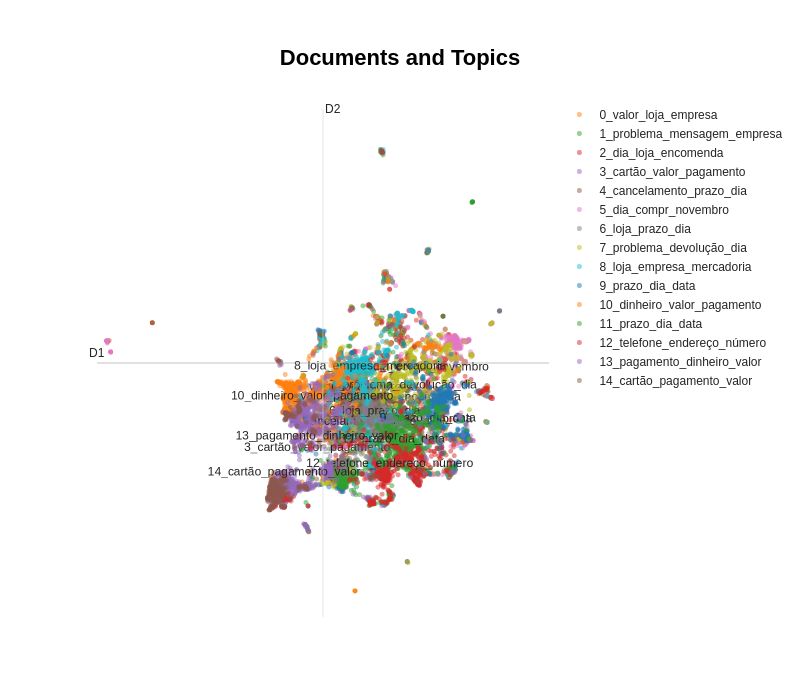 Documents and Topics
D2
D1
0_valor_loja_empresa
1_problema_mensagem_empresa
2_dia_loja_encomenda
3_cartão_valor_pagamento
4_cancelamento_prazo_dia
5_dia_compr_novembro
6_loja_prazo_dia
7_problema_devolução_dia
8_loja_empresa_mercadoria
9_prazo_dia_data
10_dinheiro_valor_pagamento
11_prazo_dia_data
12_telefone_endereço_número
13_pagamento_dinheiro_valor
14_cartão_pagamento_valor
8_loja_empresa_mercadoria
10_dinheiro_valor_pagamento
13_pagamento_dinheiro_valor
3_cartão_valor_pagamento
12_telefone_endereço_número
14_cartão_pagamento_valor